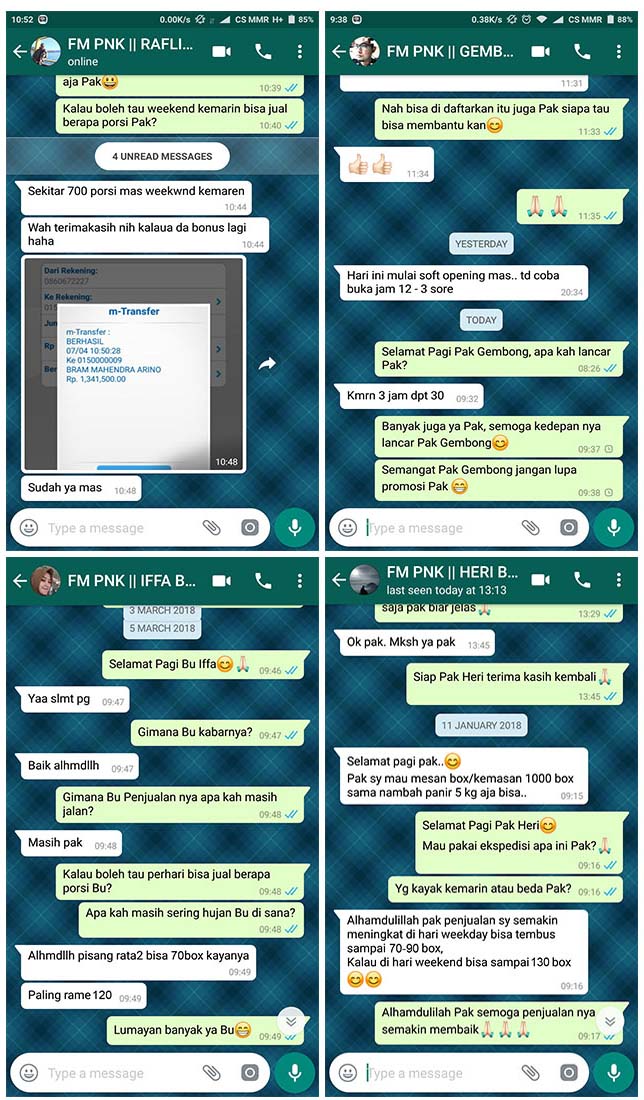 10:52
0.00K/s
CS MMR H+
85%
FM PNK || RAFLI...
online
aja Pak😀
10:39
Kalau boleh tau weekend kemarin bisa jual
berapa porsi Pak?
10:40
4 UNREAD MESSAGES
Sekitar 700 porsi mas weekwnd kemaren
10:44
Wah terimakasih nih kalaua da bonus lagi
haha
10:44
Dari Rekening:
0860672227
Ke Rekening:
015
Jun
Rp
Ber
m-Transfer
m-Transfer :
BERHASIL
07/04 10:50:28
Ke 0150000009
BRAM MAHENDRA ARINO
Rp. 1,341,500.00
10:48
Sudah ya mas
10:48
Type a message
9:38
0.38K/s
CS MMR
88%
FM PNK || GEMB...
11:31
Nah bisa di daftarkan itu juga Pak siapa tau
bisa membantu kan😊
11:33
👍🏻👍🏻
11:34
🙏🏻 🙏🏻
11:35
YESTERDAY
Hari ini mulai soft opening mas.. td coba
buka jam 12 - 3 sore
20:34
TODAY
Selamat Pagi Pak Gembong, apa kah lancar
Pak?
08:26
Kmrn 3 jam dpt 30
09:32
Banyak juga ya Pak, semoga kedepan nya
lancar Pak Gembong😊
09:37
Semangat Pak Gembong jangan lupa
promosi Pak 😁
09:38
Type a message
FM PNK || IFFA B...
3 MARCH 2018
5 MARCH 2018
Selamat Pagi Bu Iffa😊🙏🏻
09:46
Yaa slmt pg
09:47
Gimana Bu kabarnya?
09:47
Baik alhmdllh
09:47
Gimana Bu Penjualan nya apa kah masih
jalan?
09:48
Masih pak
09:48
Kalau boleh tau perhari bisa jual berapa
porsi Bu?
09:48
Apa kah masih sering hujan Bu di sana?
09:48
Alhmdllh pisang rata2 bisa 70box kayanya
09:49
Paling rame 120
09:49
Lumayan banyak ya Bu😁
09:49
Type a message
FM PNK || HERI B...
last seen today at 13:13
saja pak biar jelas🙏🏻
13:29
Ok pak. Mksh ya pak
13:45
Siap Pak Heri terima kasih kembali🙏🏻
13:45
11 JANUARY 2018
Selamat pagi pak..😊
Pak sy mau mesan box/kemasan 1000 box
sama nambah panir 5 kg aja bisa..
09:15
Selamat Pagi Pak Heri😊
Mau pakai ekspedisi apa ini Pak?🙏🏻
09:16
Yg kayak kemarin atau beda Pak?
09:16
Alhamdulillah pak penjualan sy semakin
meningkat di hari weekday bisa tembus
sampai 70-90 box,
Kalau di hari weekend bisa sampai 130 box
😊😊
09:16
Alhamdulilah Pak semoga penjualan nya
semakin membaik🙏🏻🙏🏻🙏🏻
09:17
Type a message